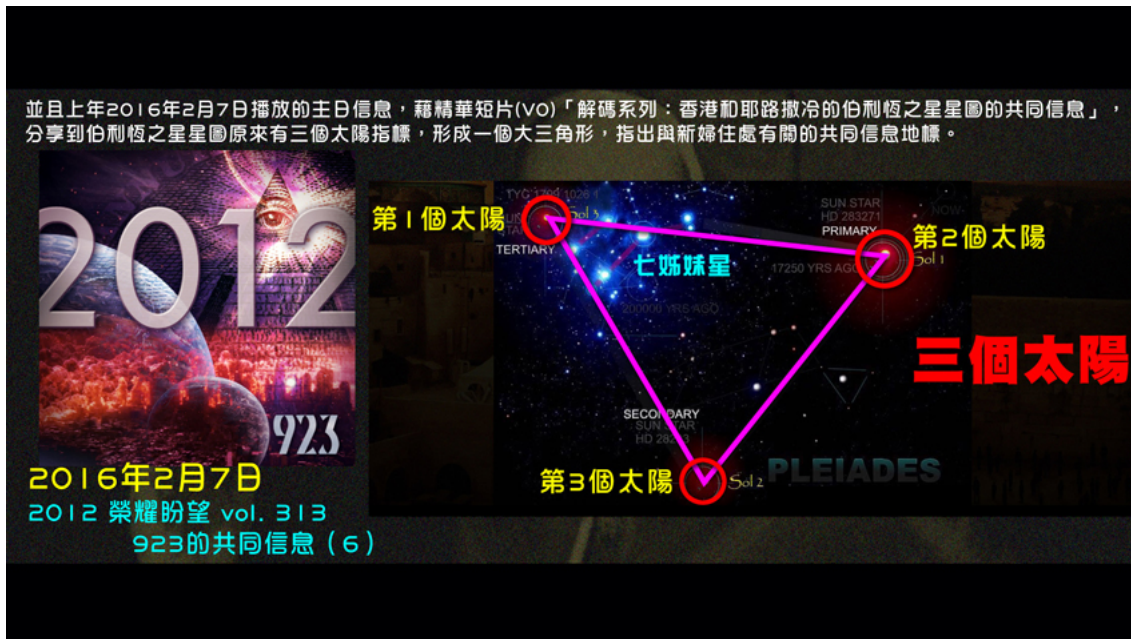 並且上年2016年2月7日播放的主日信息，藉精華短片(VO)「解碼系列：香港和耶路撒冷的伯利恆之星星圖的共同信息」，
分享到伯利恆之星星圖原來有三個太陽指標，形成一個大三角形，指出與新婦住處有關的共同信息地標。
2012
923
2016年2月7日
2012 榮耀盼望 vol. 313
923的共同信息（6）
第1個太陽
Sol 3
TERTIARY
七姊妹星
SUN STAR
HD 283271
PRIMARY
NOW
第2個太陽
Sol 1
17250 YRS AGO
200000 YRS AGO
三個太陽
SECONDARY
SUN STAR
第3個太陽
Sol 2
PLEIADES